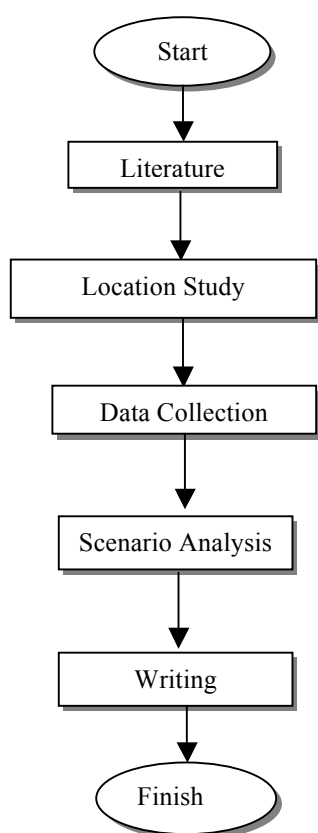 Start
Literature
Location Study
Data Collection
Scenario Analysis
Writing
Finish